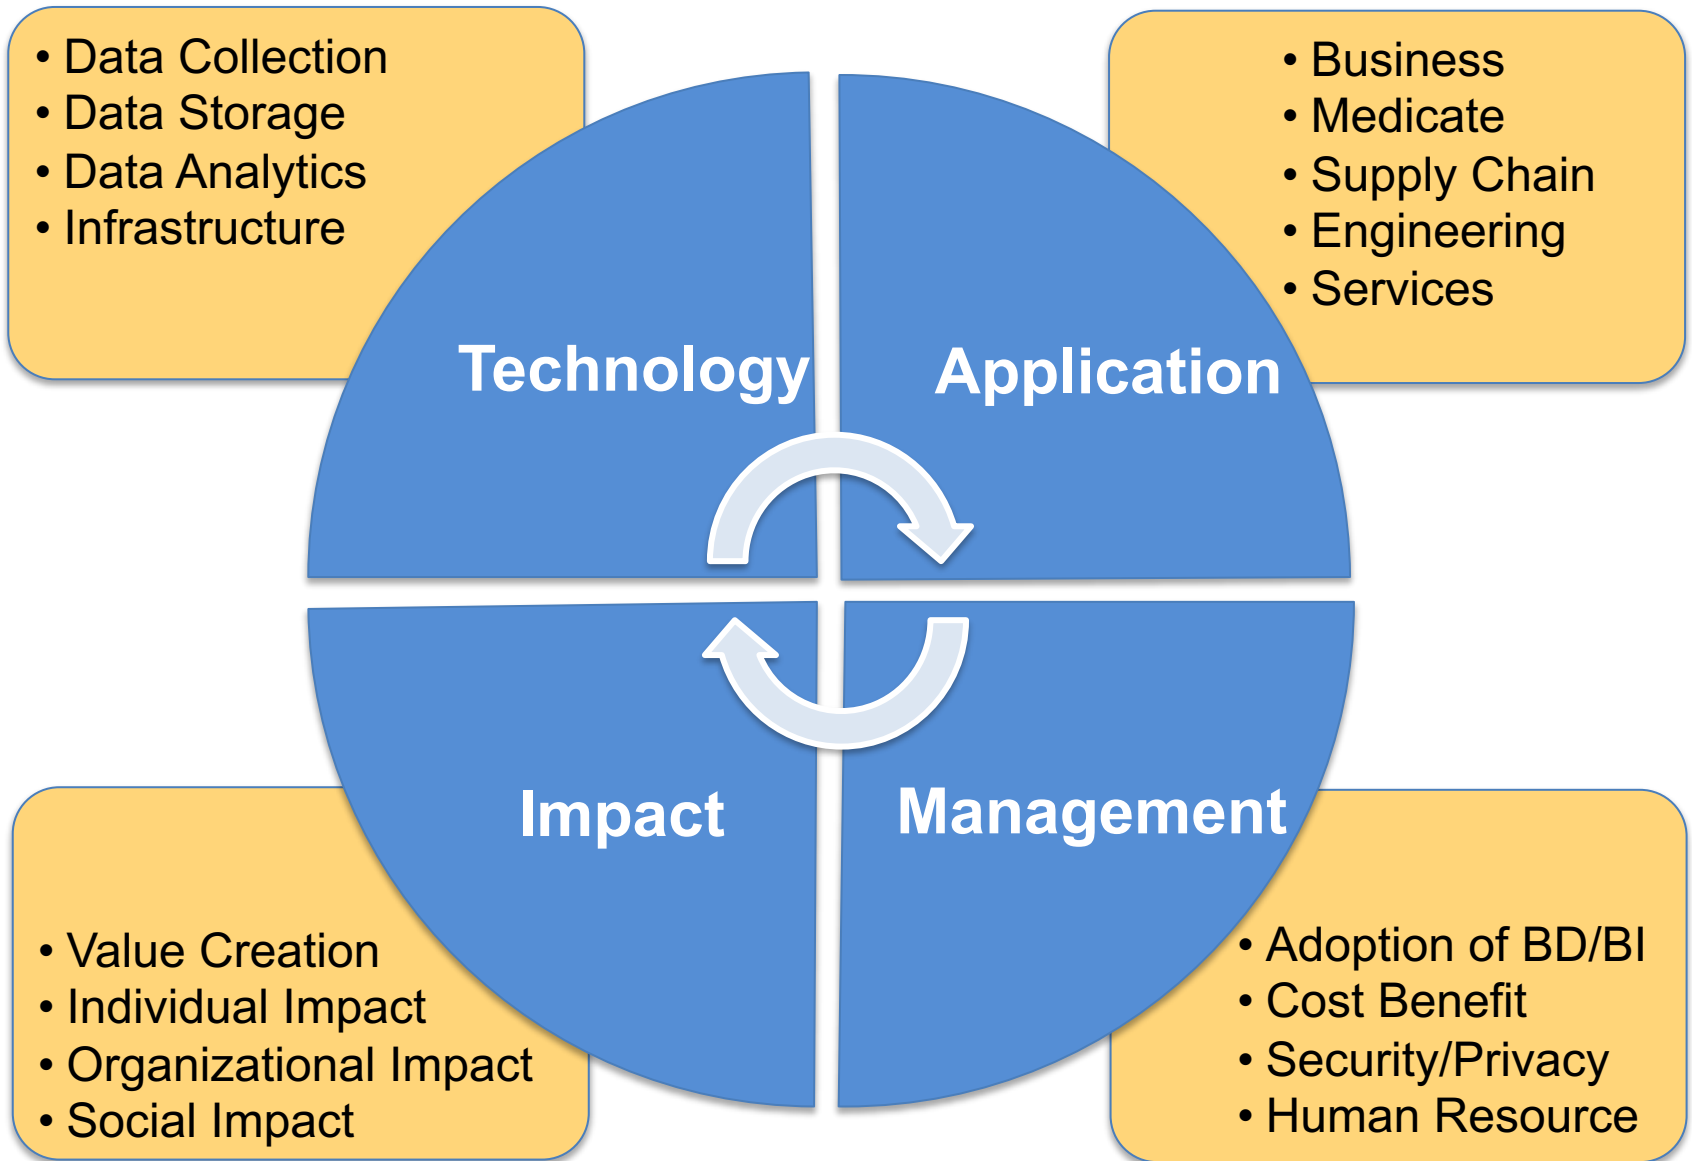 • Data Collection
• Data Storage
• Data Analytics
• Infrastructure
• Business
• Medicate
• Supply Chain
• Engineering
• Services
Technology
Application
Impact
Management
• Value Creation
• Individual Impact
• Organizational Impact
• Social Impact
• Adoption of BD/BI
• Cost Benefit
• Security/Privacy
• Human Resource